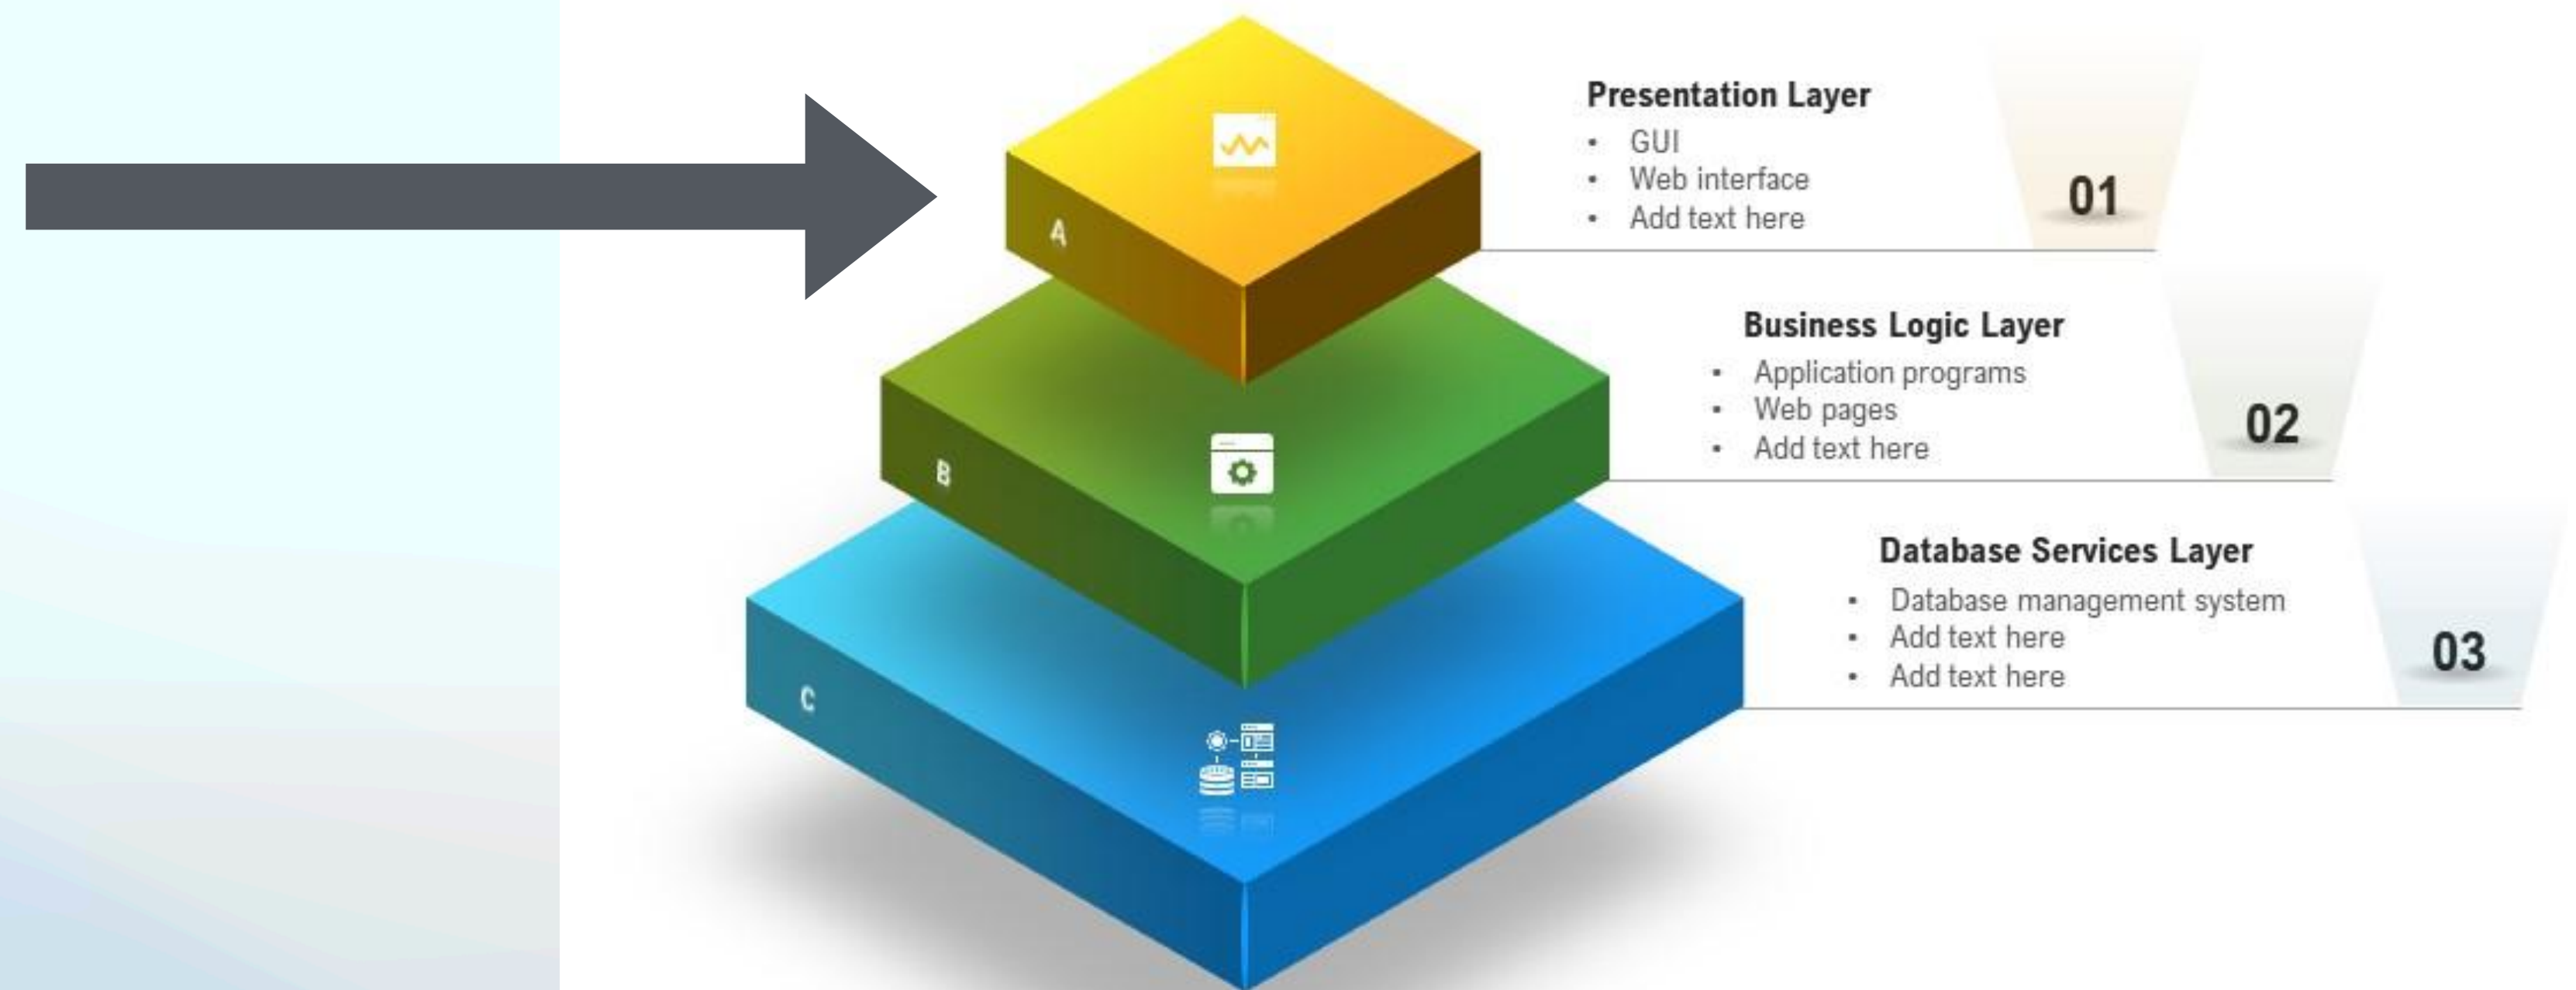 Presentation Layer
• GUI
• Web interface
• Add text here
01
A
Business Logic Layer
• Application programs
• Web pages
• Add text here
02
B
Database Services Layer
• Database management system
• Add text here
• Add text here
03
C